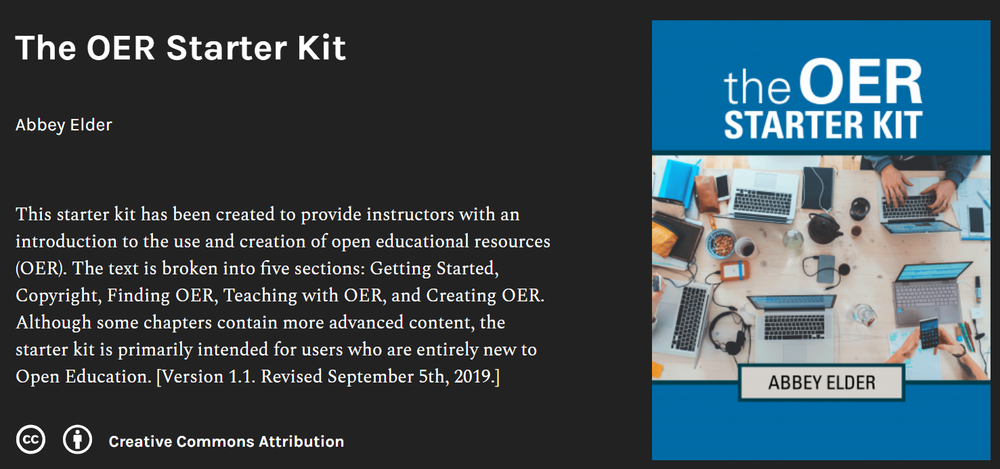 The OER Starter Kit
Abbey Elder
This starter kit has been created to provide instructors with an
introduction to the use and creation of open educational resources
(OER). The text is broken into five sections: Getting Started,
Copyright, Finding OER, Teaching with OER, and Creating OER.
Although some chapters contain more advanced content, the
starter kit is primarily intended for users who are entirely new to
Open Education. [Version 1.1. Revised September 5th, 2019.]
cc
Creative Commons Attribution
the OER
STARTER KIT
ABBEY ELDER